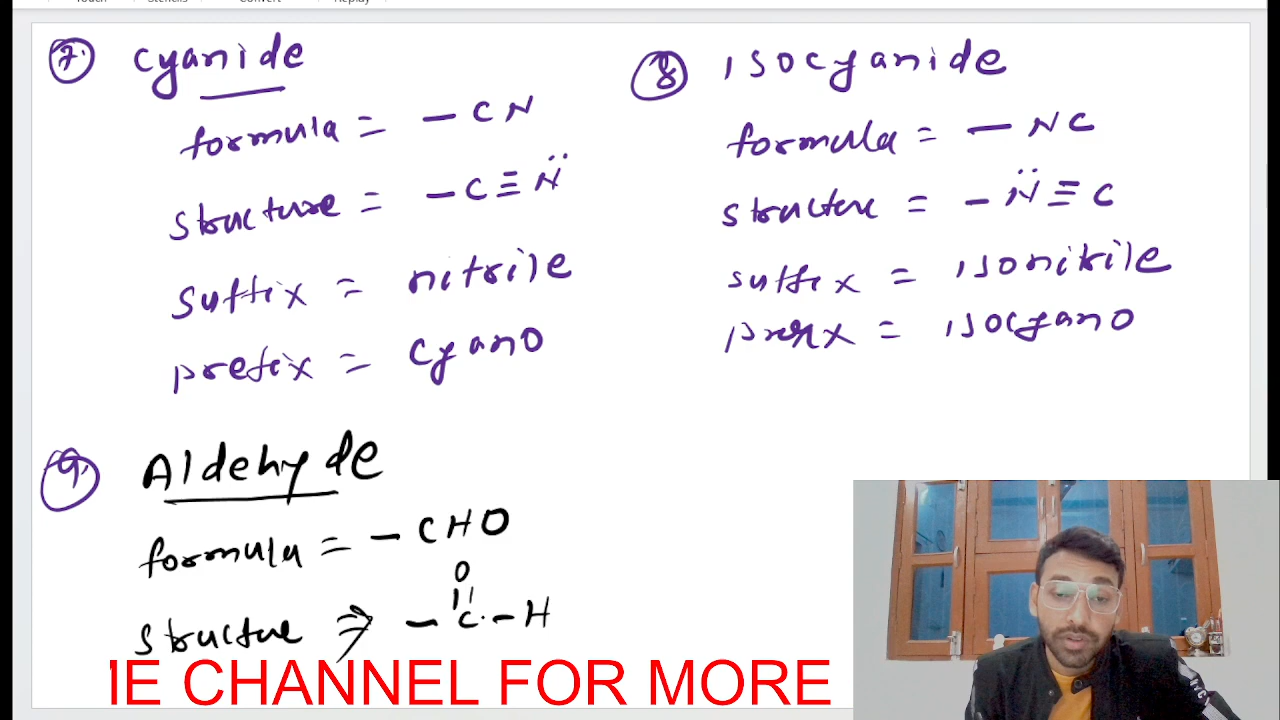 7. cyanide
formula = - CN
structure = - C ≡ N̈
suffix = nitrile
prefix = cyano
8 isocyanide
formula = - NC
structure = - N̈ ≡ C
suffix = isonitrile
prefix = isocyano
9. Aldehyde
formula = - CHO
O
||
structure ⇒ - C - H
CHANNEL FOR MORE